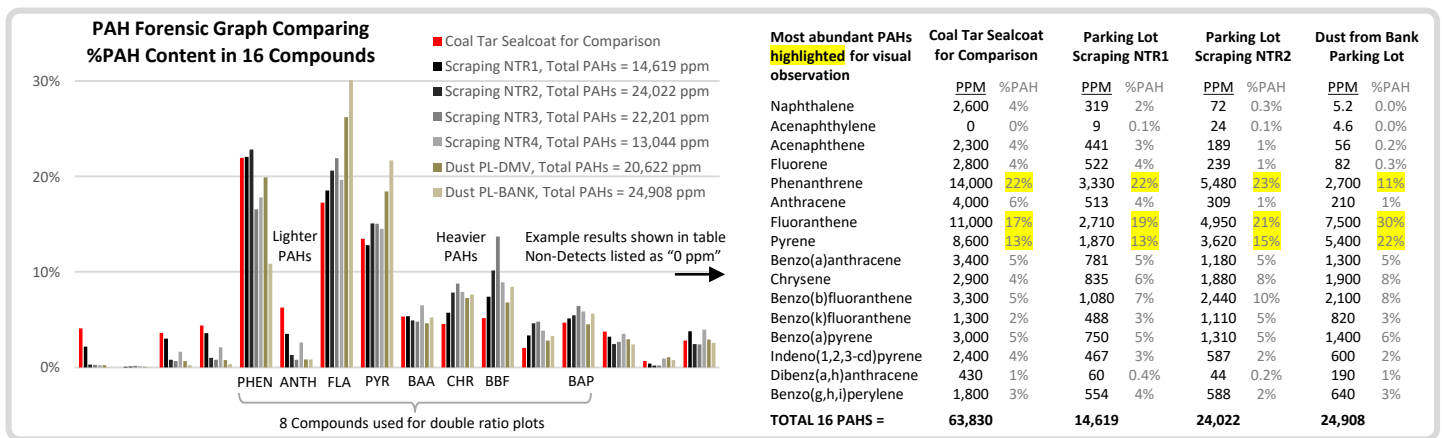 PAH Forensic Graph Comparing
%PAH Content in 16 Compounds
Coal Tar Sealcoat for Comparison
Scraping NTR1, Total PAHs = 14,619 ppm
Scraping NTR2, Total PAHs = 24,022 ppm
Scraping NTR3, Total PAHs = 22,201 ppm
Scraping NTR4, Total PAHs = 13,044 ppm
Dust PL-DMV, Total PAHs = 20,622 ppm
Dust PL-BANK, Total PAHs = 24,908 ppm
30%
20%
10%
0%
Lighter
PAHs
Heavier
PAHs
Example results shown in table
Non-Detects listed as “0 ppm”
PHEN ANTH FLA PYR BAA CHR BBF BAP
8 Compounds used for double ratio plots
Most abundant PAHs
highlighted for visual
observation
Coal Tar Sealcoat
for Comparison
Parking Lot
Scraping NTR1
Parking Lot
Scraping NTR2
Dust from Bank
Parking Lot
PPM %PAH PPM %PAH PPM %PAH PPM %PAH
Naphthalene 2,600 4% 319 2% 72 0.3% 5.2 0.0%
Acenaphthylene 0 0% 9 0.1% 24 0.1% 4.6 0.0%
Acenaphthene 2,300 4% 441 3% 189 1% 56 0.2%
Fluorene 2,800 4% 522 4% 239 1% 82 0.3%
Phenanthrene 14,000 22% 3,330 22% 5,480 23% 2,700 11%
Anthracene 4,000 6% 513 4% 309 1% 210 1%
Fluoranthene 11,000 17% 2,710 19% 4,950 21% 7,500 30%
Pyrene 8,600 13% 1,870 13% 3,620 15% 5,400 22%
Benzo(a)anthracene 3,400 5% 781 5% 1,180 5% 1,300 5%
Chrysene 2,900 4% 835 6% 1,880 8% 1,900 8%
Benzo(b)fluoranthene 3,300 5% 1,080 7% 2,440 10% 2,100 8%
Benzo(k)fluoranthene 1,300 2% 488 3% 1,110 5% 820 3%
Benzo(a)pyrene 3,000 5% 750 5% 1,310 5% 1,400 6%
Indeno(1,2,3-cd)pyrene 2,400 4% 467 3% 587 2% 600 2%
Dibenz(a,h)anthracene 430 1% 60 0.4% 44 0.2% 190 1%
Benzo(g,h,i)perylene 1,800 3% 554 4% 588 2% 640 3%
TOTAL 16 PAHS = 63,830 14,619 24,022 24,908